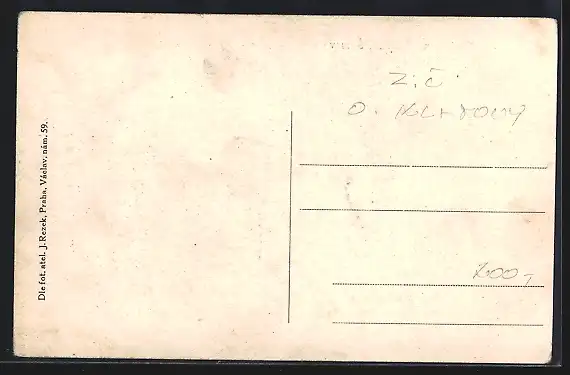 Dle fot. atel. J. Rezek, Praha, Václav. nám. 59.
Z. Č.
O. KLATOVY
200,-